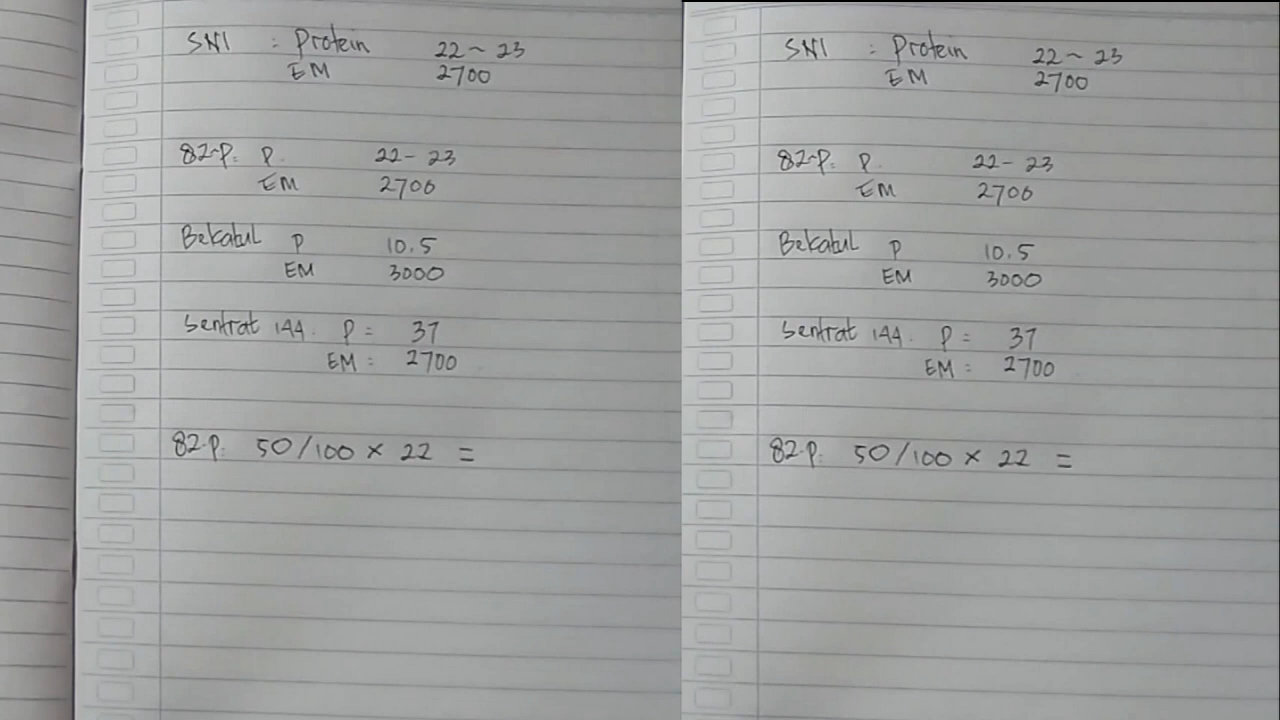 SNI : Protein 22 ~ 23
EM 2700
82-P: P. 22 - 23
EM 2700
Bekatul P 10.5
EM 3000
Sentrat 144. P = 37
EM = 2700
82-P: 50/100 × 22 =
SNI : Protein 22 ~ 23
EM 2700
82-P: P. 22 - 23
EM 2700
Bekatul P 10.5
EM 3000
Sentrat 144. P = 37
EM = 2700
82-P: 50/100 × 22 =